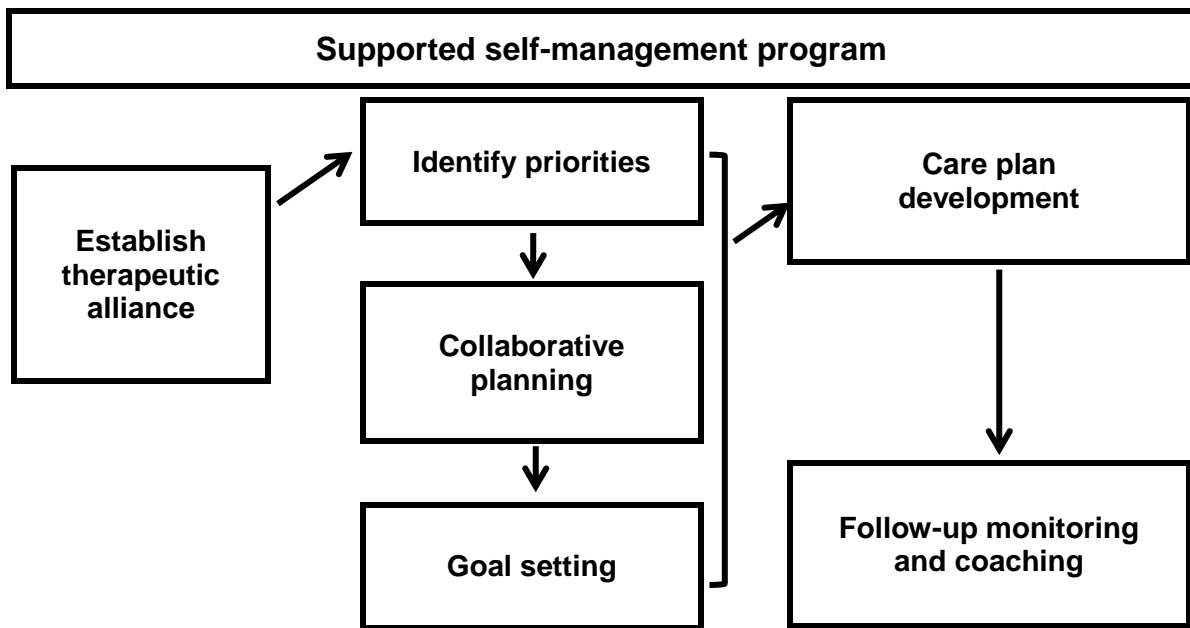 Supported self-management program
Establish
therapeutic
alliance
Identify priorities
Collaborative
planning
Goal setting
Care plan
development
Follow-up monitoring
and coaching